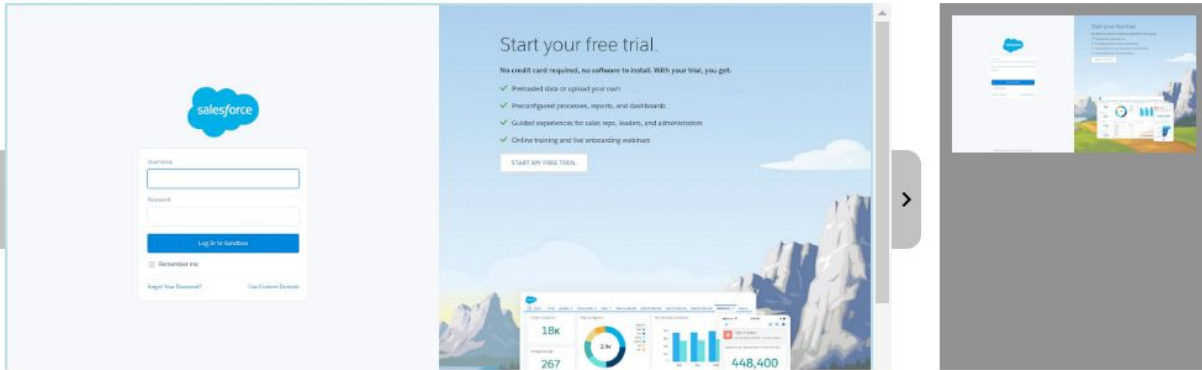 salesforce
Username
Password
Log In to Sandbox
Remember me
Forgot Your Password?
Use Custom Domain
Start your free trial.
No credit card required, no software to install. With your trial, you get:
Preloaded data or upload your own
Preconfigured processes, reports, and dashboards
Guided experiences for sales reps, leaders, and administrators
Online training and live onboarding webinars
START MY FREE TRIAL
18K
2.9k
267
448,400